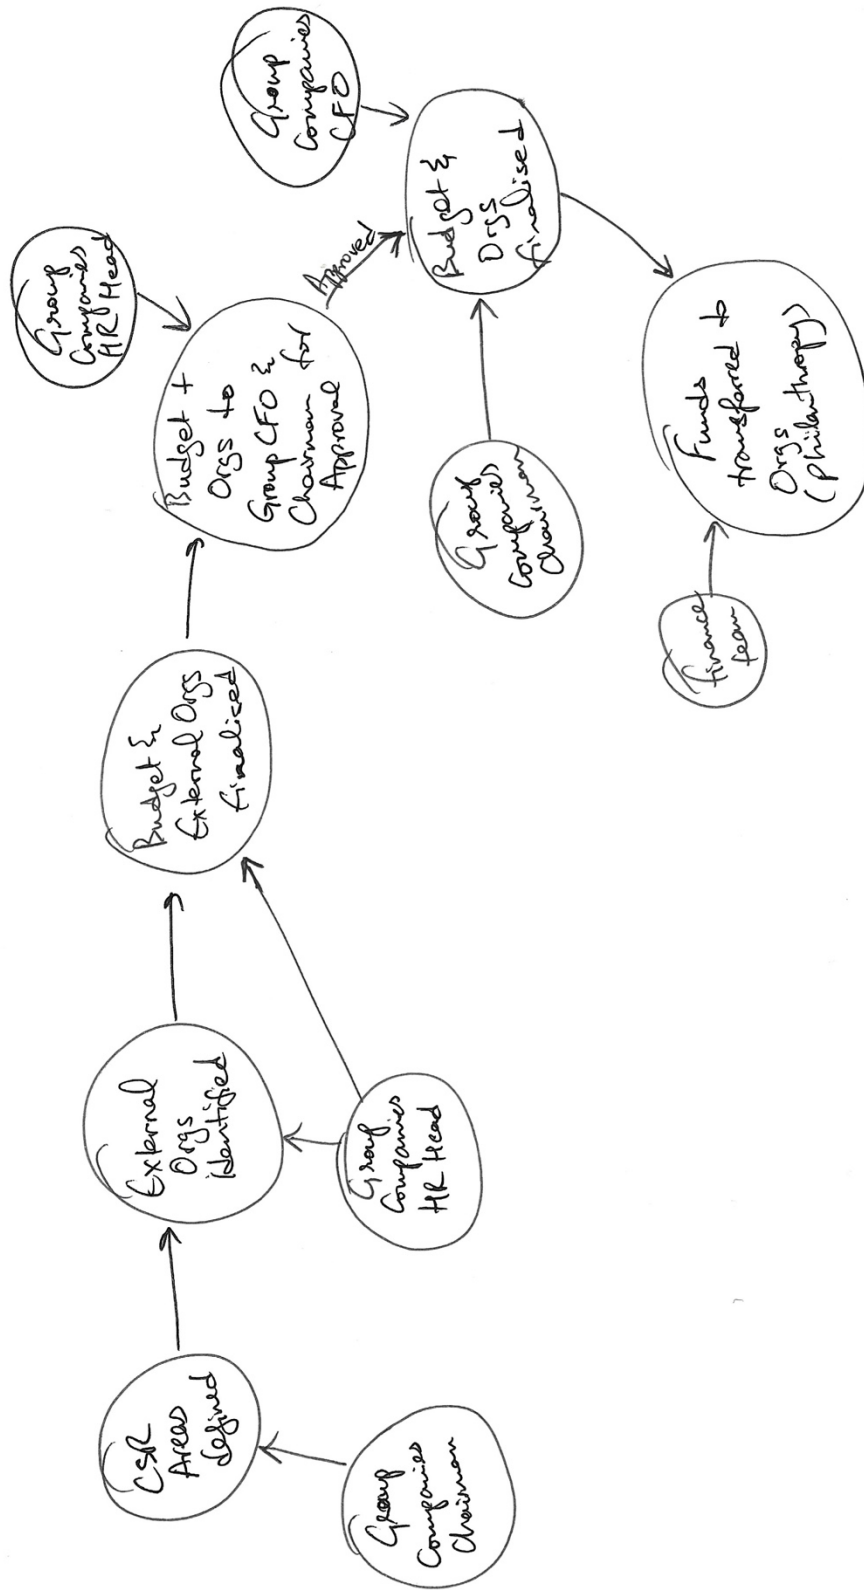 CSR
Areas
defined
Group
Companies
Chairman
External
Orgs
identified
Group
Companies
HR Head
Budget &
External Orgs
finalised
Budget +
Orgs to
Group CFO &
Chairman for
Approval
Group
Companies
HR Head
Approved
Budget &
Orgs
finalised
Group
Companies
CFO
Group
Companies
Chairman
Funds
transferred to
Orgs
(Philanthropy)
Finance
Team